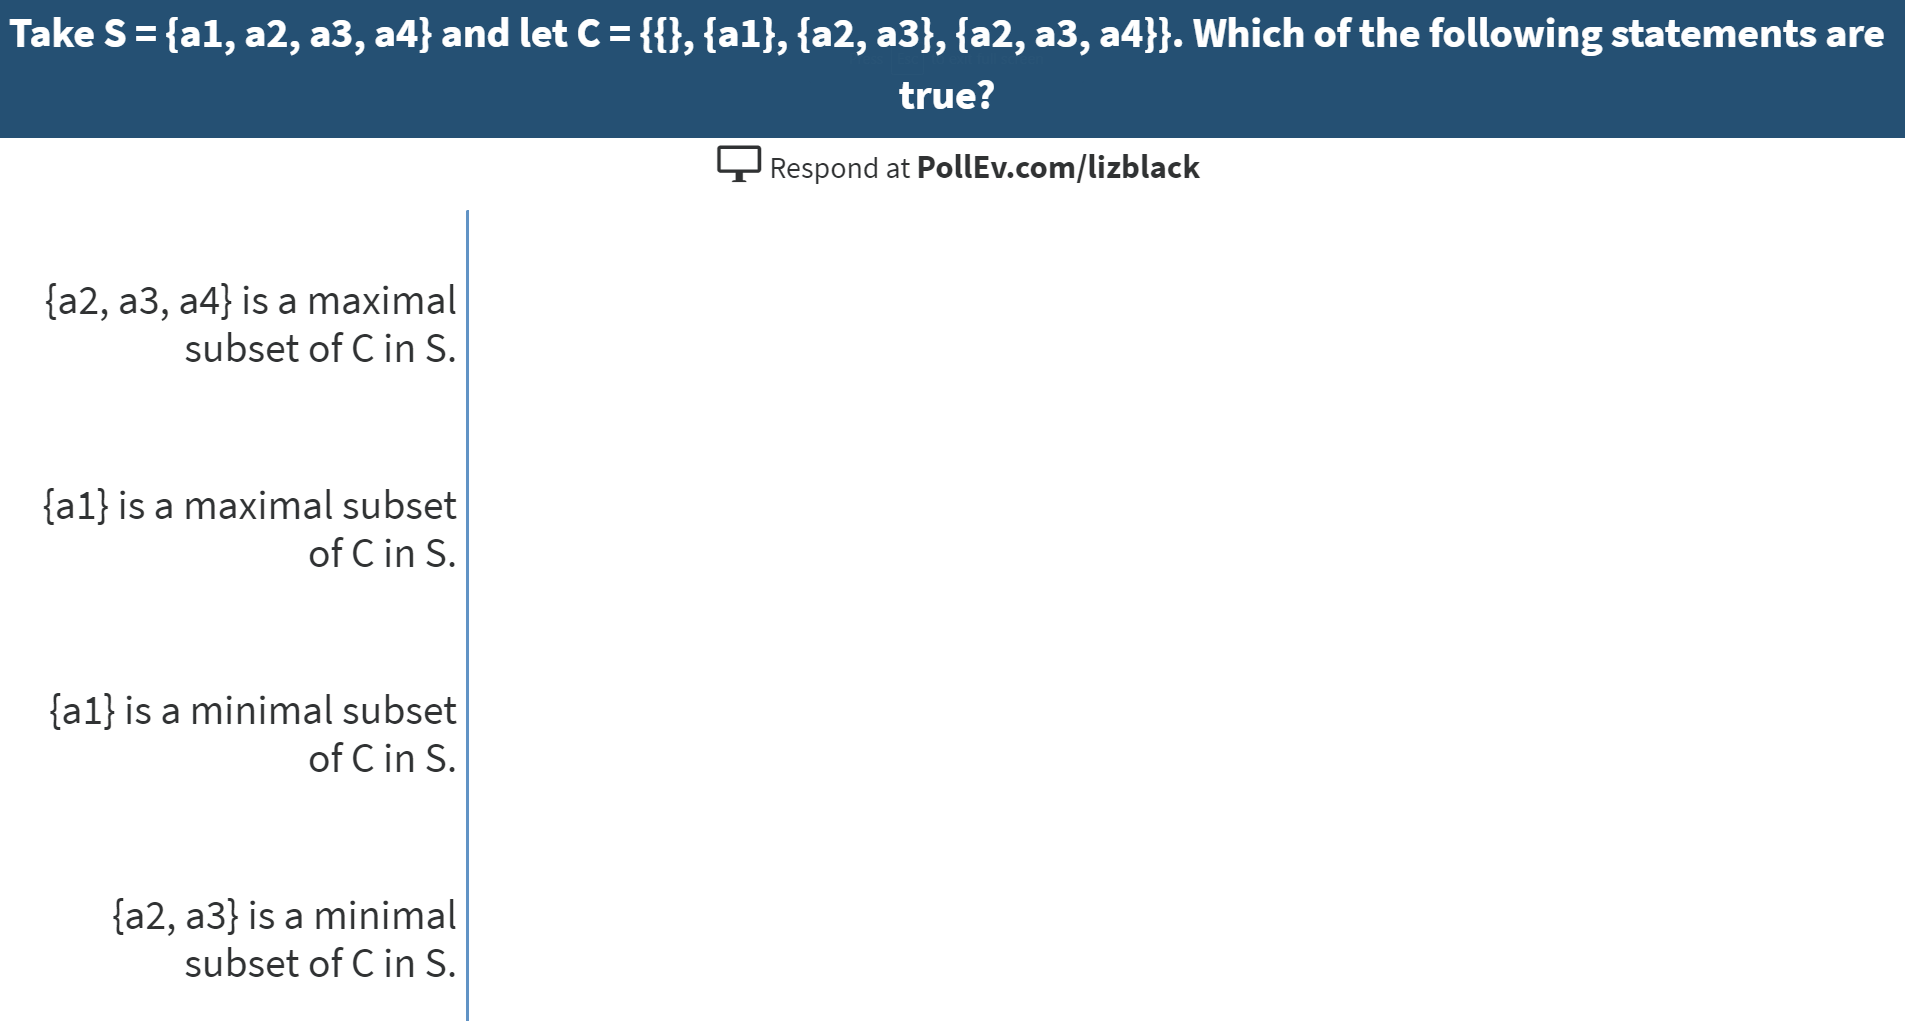 Take S = {a1, a2, a3, a4} and let C = {{}, {a1}, {a2, a3}, {a2, a3, a4}}. Which of the following statements are
true?
Respond at PollEv.com/lizblack
{a2, a3, a4} is a maximal
subset of C in S.
{a1} is a maximal subset
of C in S.
{a1} is a minimal subset
of C in S.
{a2, a3} is a minimal
subset of C in S.